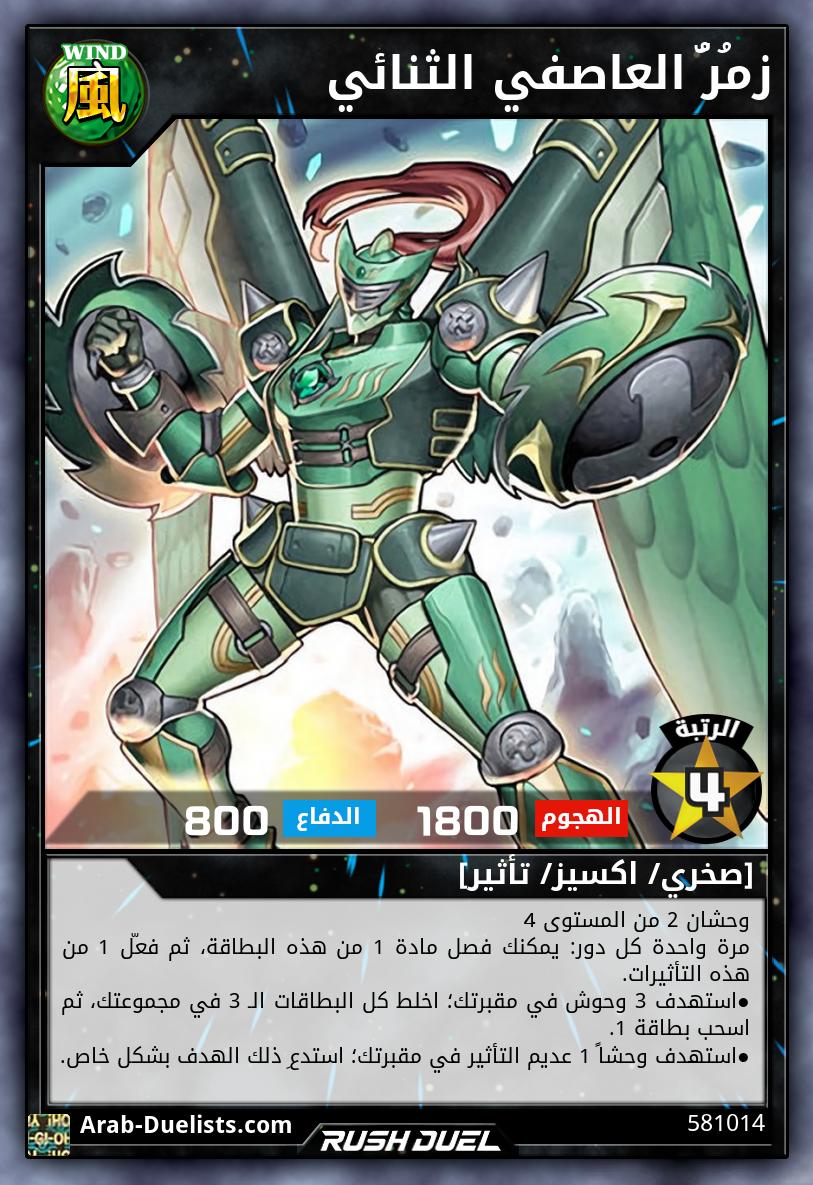 WIND
風
زمُرُّ العاصفي الثنائي
الرتبة
4
الهجوم 1800 الدفاع 800
[صخري/ اكسيز/ تأثير]
وحشان 2 من المستوى 4
مرة واحدة كل دور: يمكنك فصل مادة 1 من هذه البطاقة، ثم فعّل 1 من
هذه التأثيرات.
●استهدف 3 وحوش في مقبرتك؛ اخلط كل البطاقات الـ 3 في مجموعتك، ثم
اسحب بطاقة 1.
●استهدف وحشاً 1 عديم التأثير في مقبرتك؛ استدعِ ذلك الهدف بشكل خاص.
Arab-Duelists.com
RUSH DUEL
581014